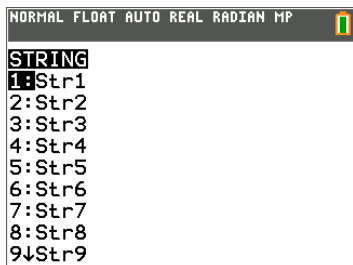 NORMAL FLOAT AUTO REAL RADIAN MP
STRING
1:Str1
2:Str2
3:Str3
4:Str4
5:Str5
6:Str6
7:Str7
8:Str8
9↓Str9